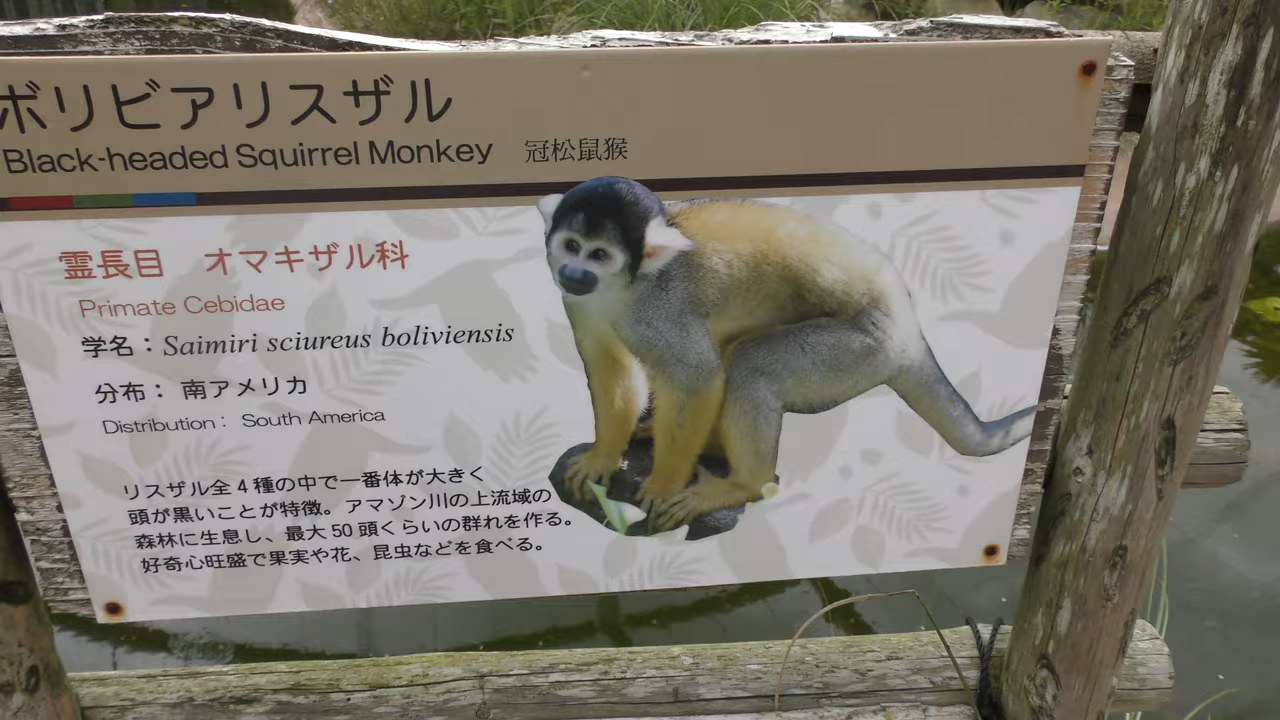 ボリビアリスザル
Black-headed Squirrel Monkey 冠松鼠猴
霊長目 オマキザル科
Primate Cebidae
学名：Saimiri sciureus boliviensis
分布： 南アメリカ
Distribution： South America
リスザル全 4 種の中で一番体が大きく
頭が黒いことが特徴。アマゾン川の上流域の
森林に生息し、最大 50 頭くらいの群れを作る。
好奇心旺盛で果実や花、昆虫などを食べる。